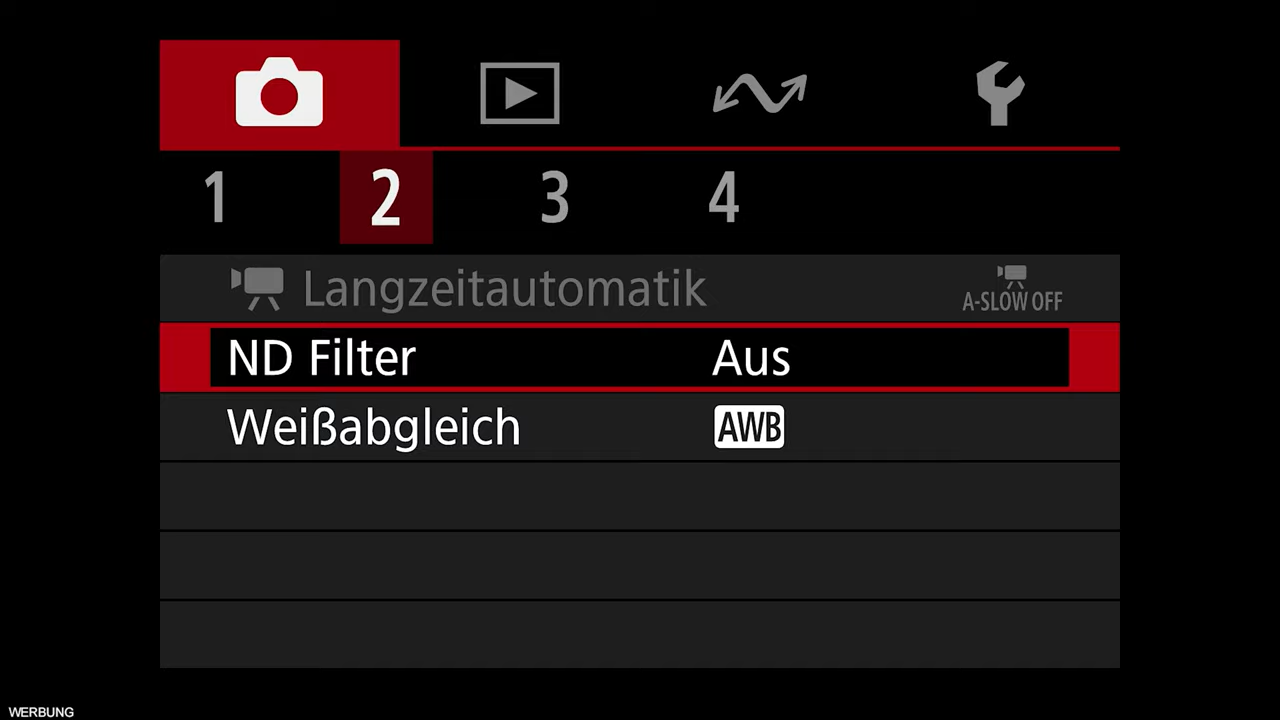 1 2 3 4
Langzeitautomatik A-SLOW OFF
ND Filter Aus
Weißabgleich AWB
WERBUNG